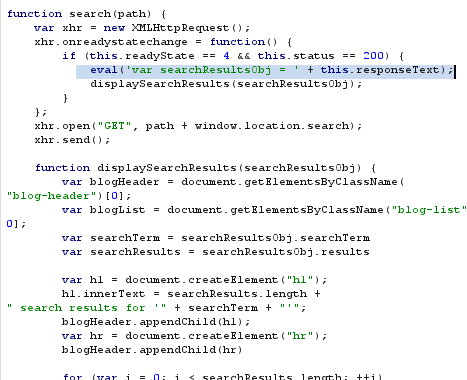 function search(path) {
var xhr = new XMLHttpRequest();
xhr.onreadystatechange = function() {
if (this.readyState == 4 && this.status == 200) {
eval('var searchResultsObj = ' + this.responseText);
displaySearchResults(searchResultsObj);
}
};
xhr.open("GET", path + window.location.search);
xhr.send();
function displaySearchResults(searchResultsObj) {
var blogHeader = document.getElementsByClassName(
"blog-header")[0];
var blogList = document.getElementsByClassName("blog-list"
0];
var searchTerm = searchResultsObj.searchTerm
var searchResults = searchResultsObj.results
var h1 = document.createElement("h1");
h1.innerText = searchResults.length +
" search results for '" + searchTerm + "'";
blogHeader.appendChild(h1);
var hr = document.createElement("hr");
blogHeader.appendChild(hr)
for (var i = 0; i < searchResults.length; ++i)